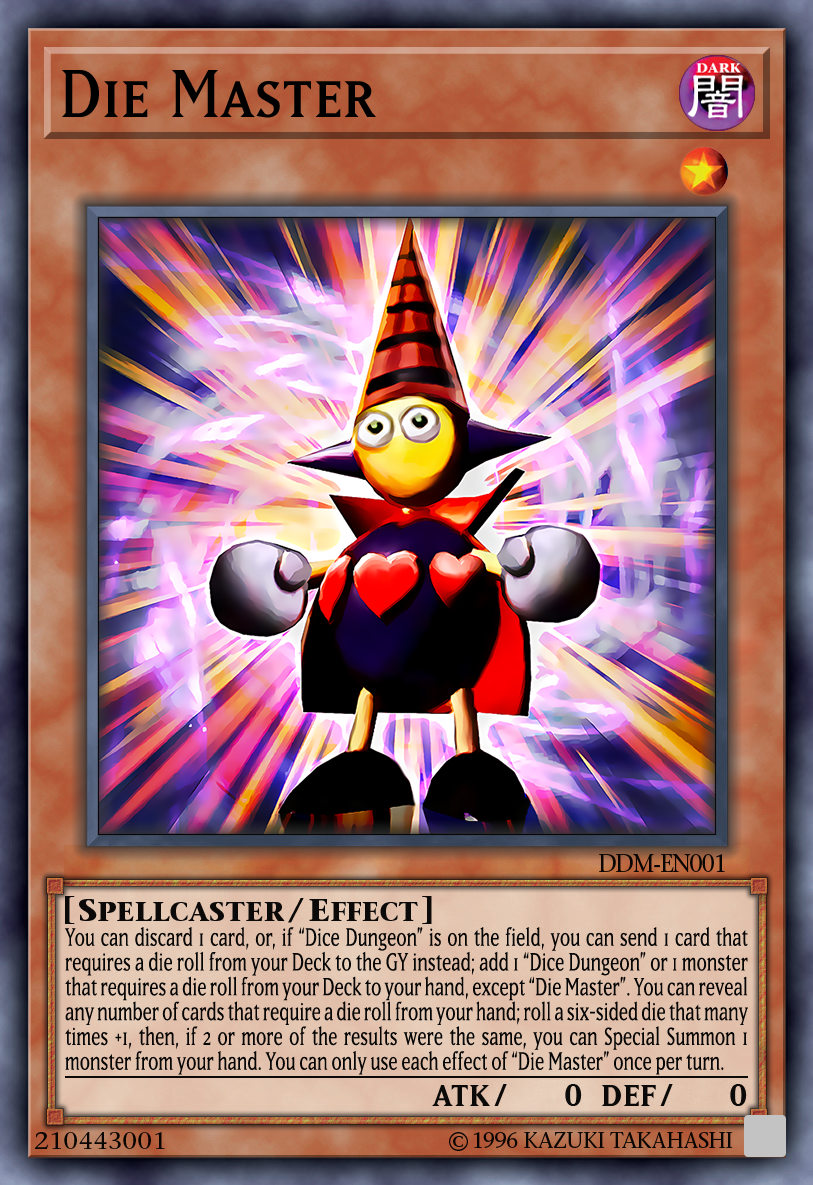 Die Master
DARK
闇
DDM-EN001
[Spellcaster/Effect]
You can discard 1 card, or, if “Dice Dungeon” is on the field, you can send 1 card that
requires a die roll from your Deck to the GY instead; add 1 “Dice Dungeon” or 1 monster
that requires a die roll from your Deck to your hand, except “Die Master”. You can reveal
any number of cards that require a die roll from your hand; roll a six-sided die that many
times +1, then, if 2 or more of the results were the same, you can Special Summon 1
monster from your hand. You can only use each effect of “Die Master” once per turn.
ATK/ 0 DEF/ 0
210443001 © 1996 KAZUKI TAKAHASHI